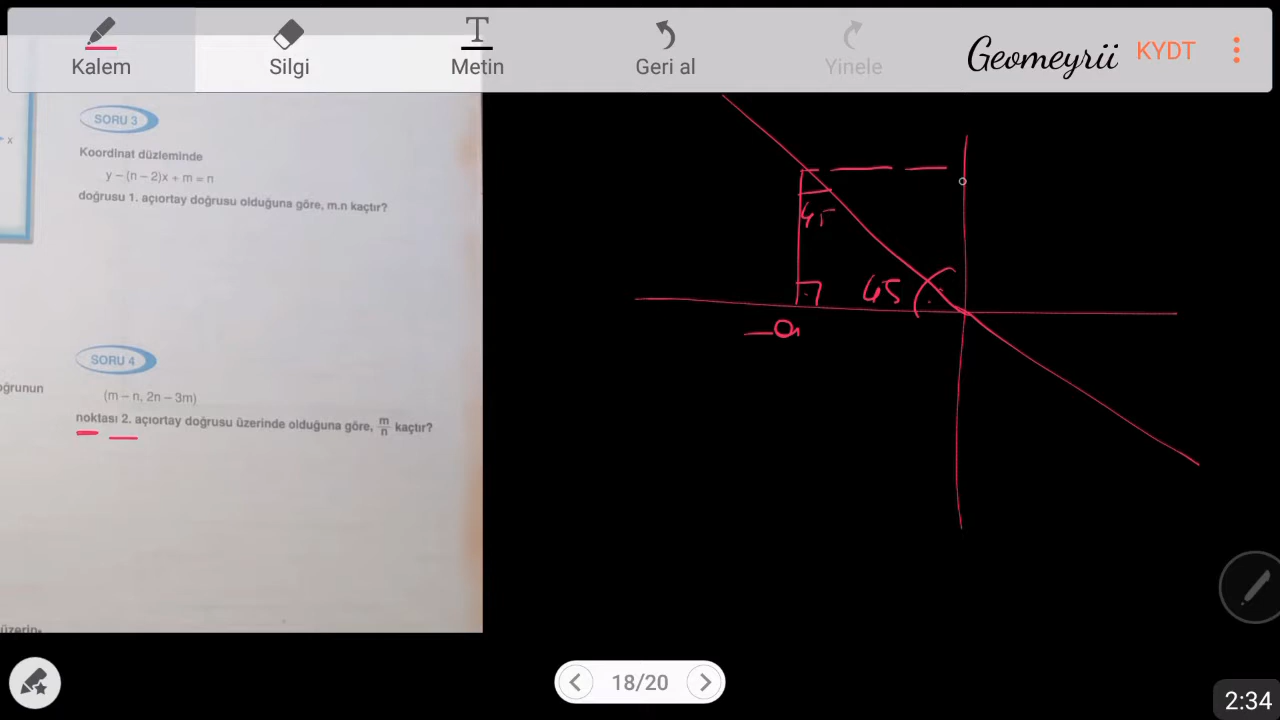 Kalem
Silgi
Metin
Geri al
Yinele
Geomeyrii KYDT
x
SORU 3
Koordinat düzleminde
y – (n – 2)x + m = n
doğrusu 1. açıortay doğrusu olduğuna göre, m.n kaçtır?
SORU 4
(m – n, 2n – 3m)
noktası 2. açıortay doğrusu üzerinde olduğuna göre, m/n kaçtır?
45
45
–a
18/20
2:34